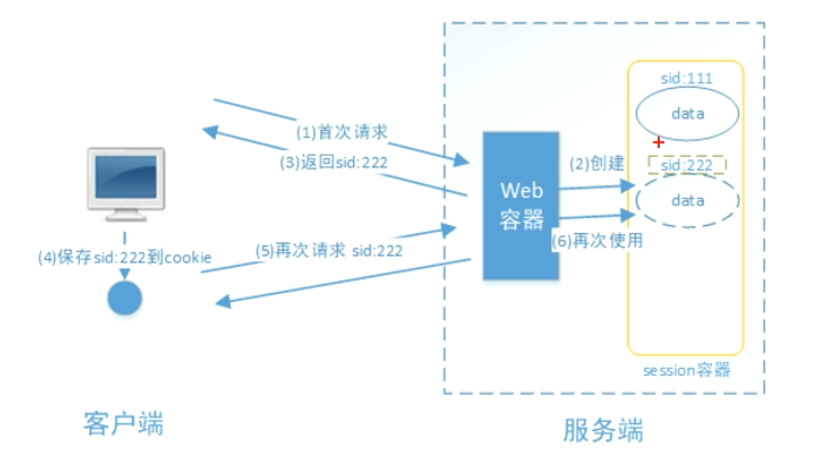 sid:111
data
(1)首次请求
(3)返回sid:222
(2)创建
sid:222
Web
容器
data
(4)保存sid:222到cookie
(5)再次请求 sid:222
(6)再次使用
session容器
客户端
服务端